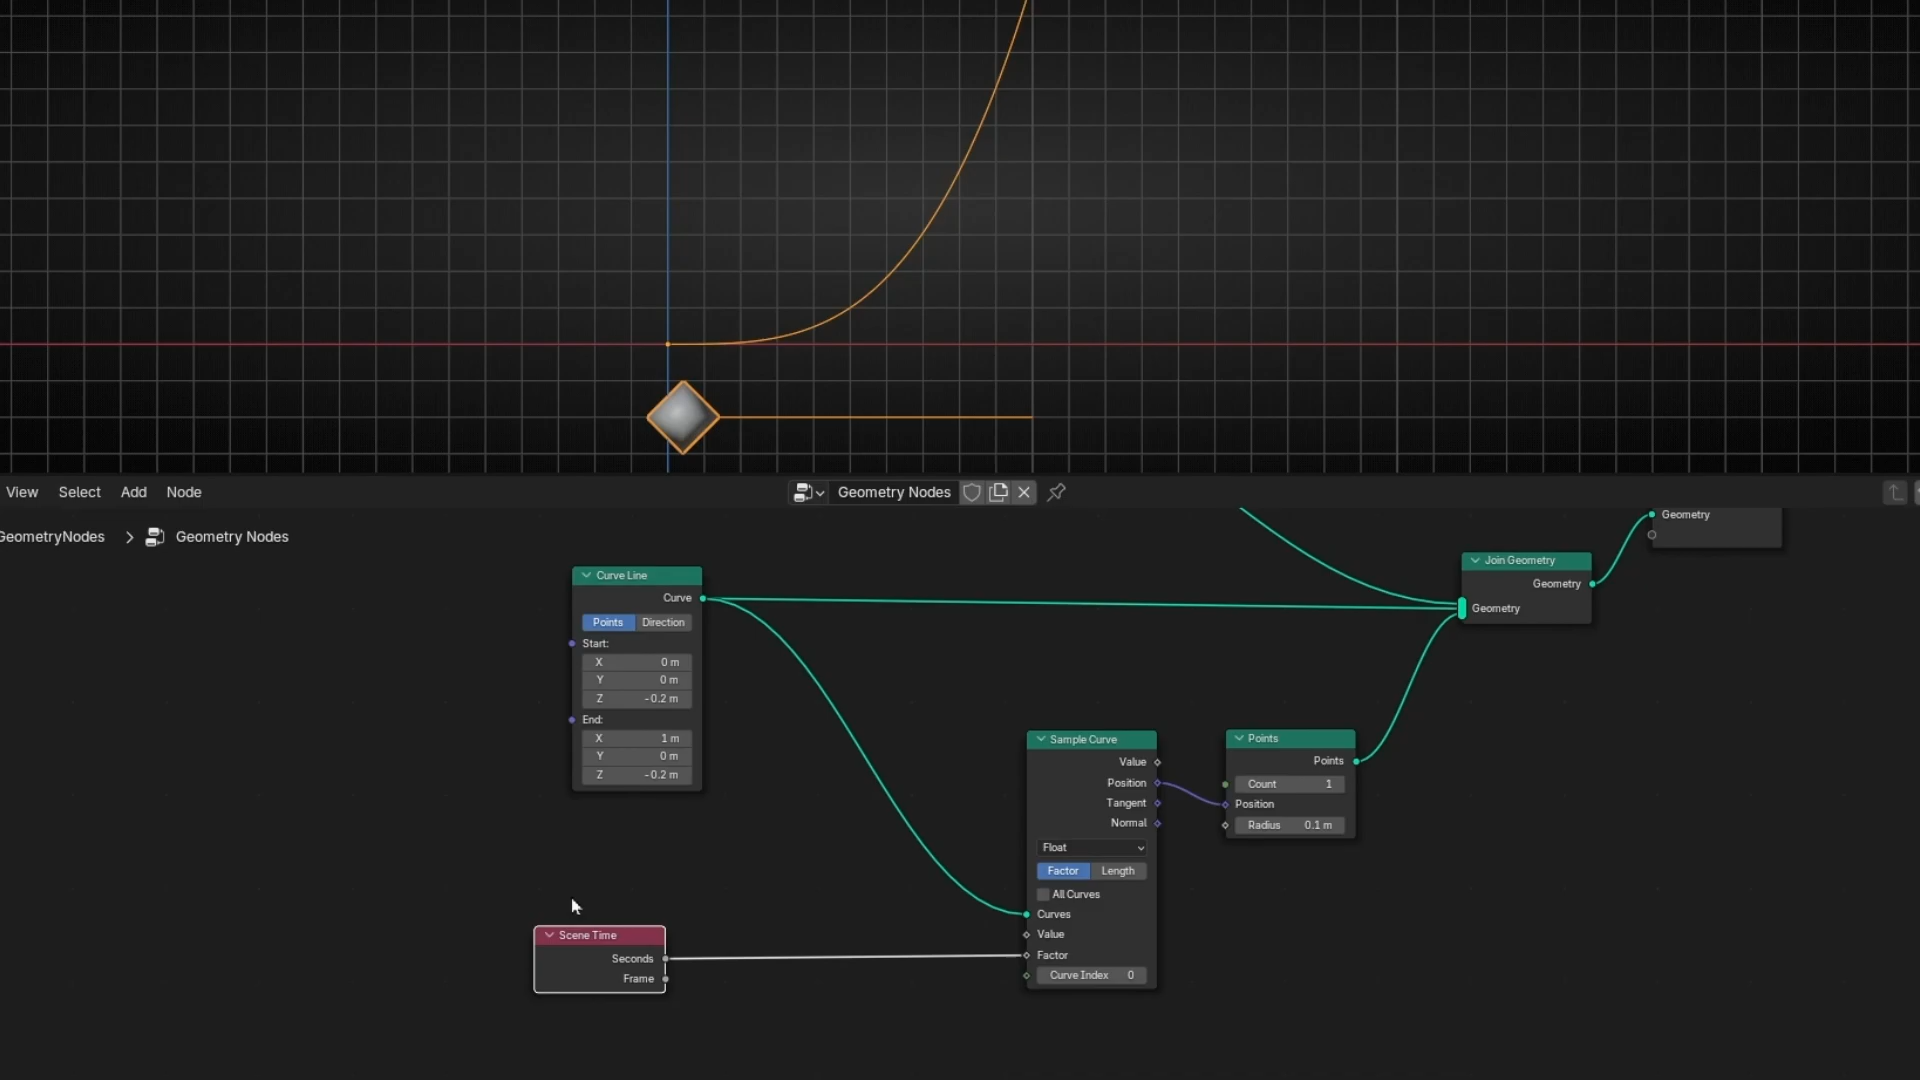 View Select Add Node
Geometry Nodes
GeometryNodes > Geometry Nodes
Geometry
Join Geometry
Geometry
Geometry
Curve Line
Curve
Points Direction
Start:
X 0 m
Y 0 m
Z -0.2 m
End:
X 1 m
Y 0 m
Z -0.2 m
Sample Curve
Value
Position
Tangent
Normal
Float
Factor Length
All Curves
Curves
Value
Factor
Curve Index 0
Points
Points
Count 1
Position
Radius 0.1 m
Scene Time
Seconds
Frame